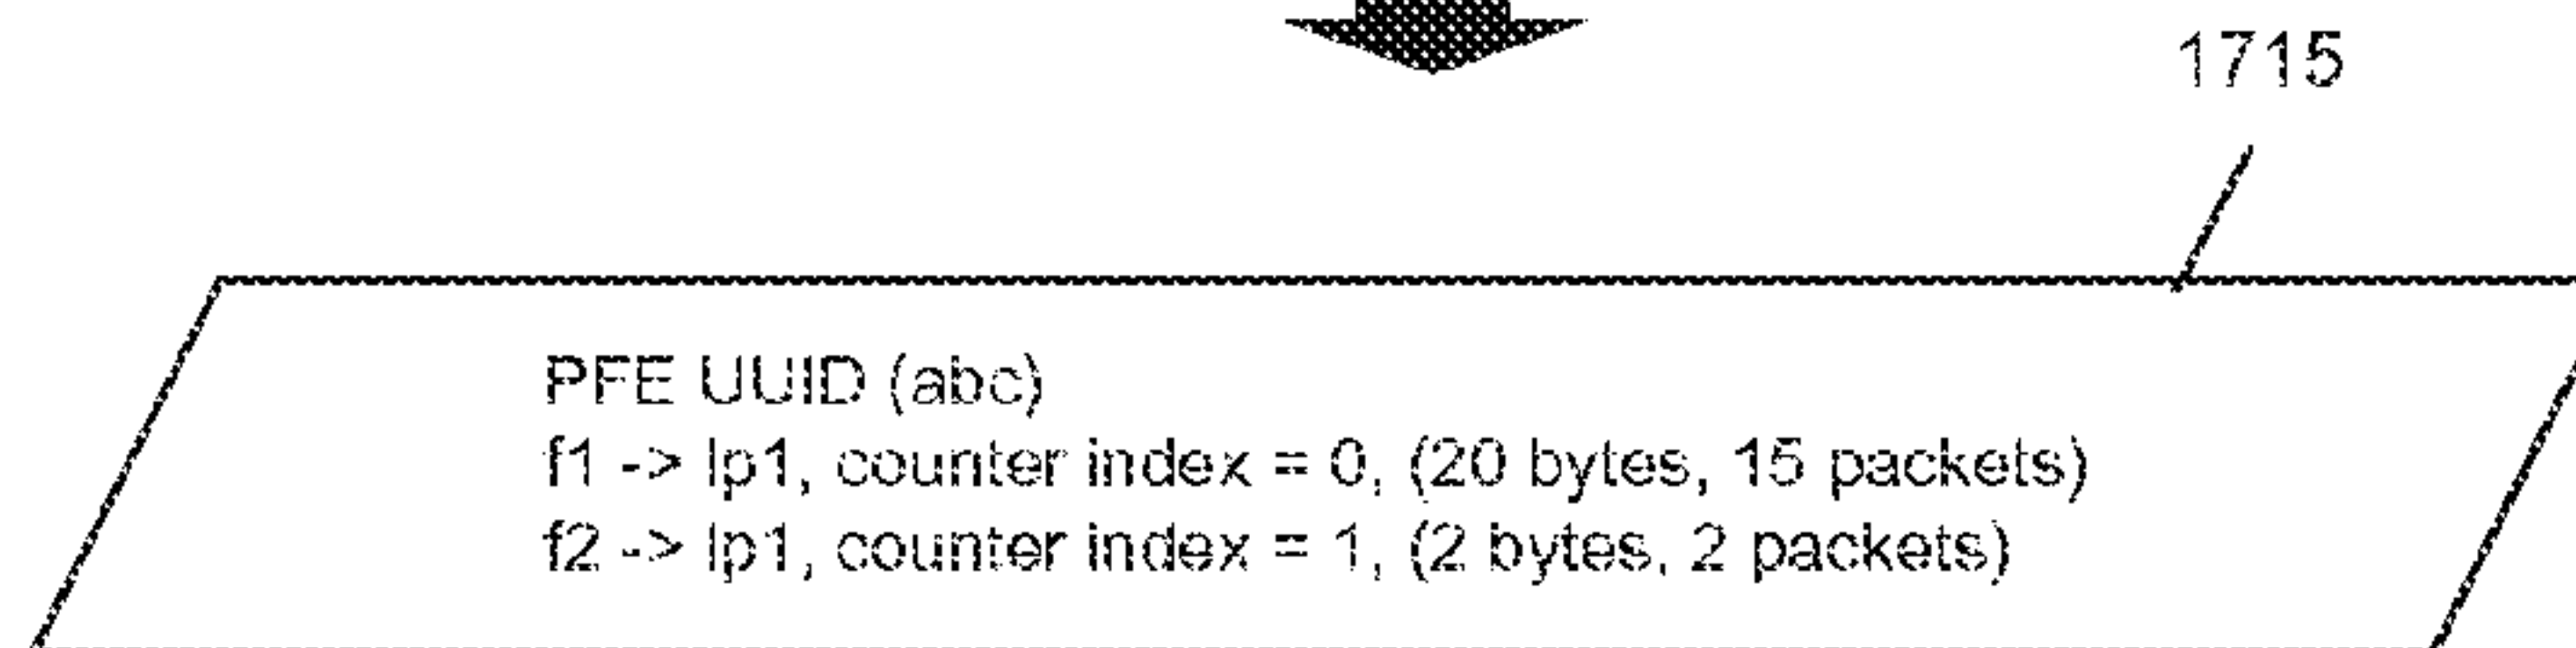 1715
PFE UUID (abc)
f1 -> lp1, counter index = 0, (20 bytes, 15 packets)
f2 -> lp1, counter index = 1, (2 bytes, 2 packets)